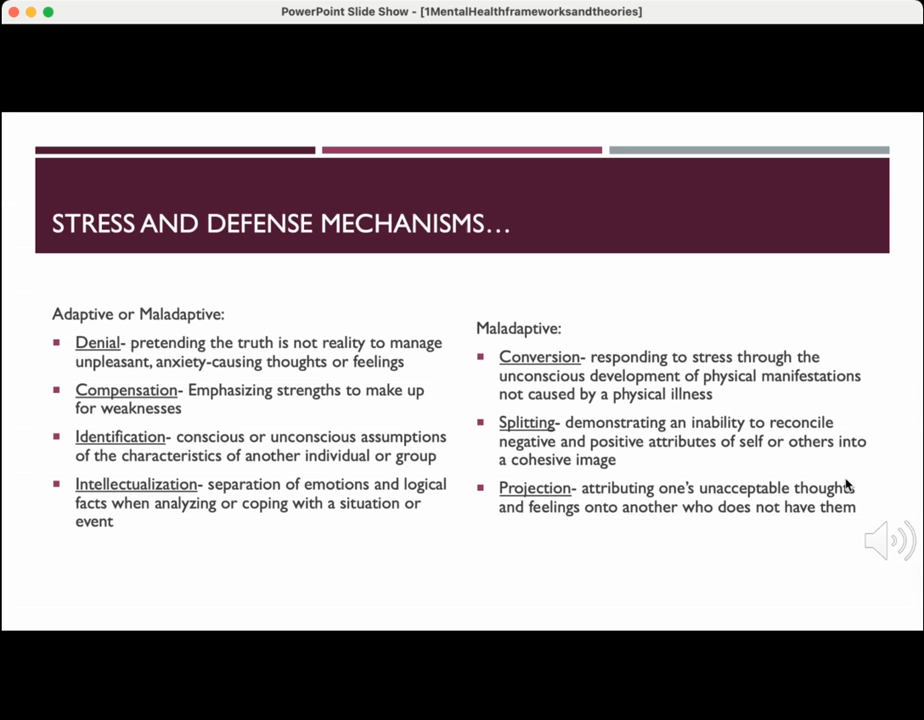 PowerPoint Slide Show - [1MentalHealthframeworksandtheories]
STRESS AND DEFENSE MECHANISMS...
Adaptive or Maladaptive:
Denial- pretending the truth is not reality to manage
unpleasant, anxiety-causing thoughts or feelings
Compensation- Emphasizing strengths to make up
for weaknesses
Identification- conscious or unconscious assumptions
of the characteristics of another individual or group
Intellectualization- separation of emotions and logical
facts when analyzing or coping with a situation or
event
Maladaptive:
Conversion- responding to stress through the
unconscious development of physical manifestations
not caused by a physical illness
Splitting- demonstrating an inability to reconcile
negative and positive attributes of self or others into
a cohesive image
Projection- attributing one's unacceptable thoughts
and feelings onto another who does not have them